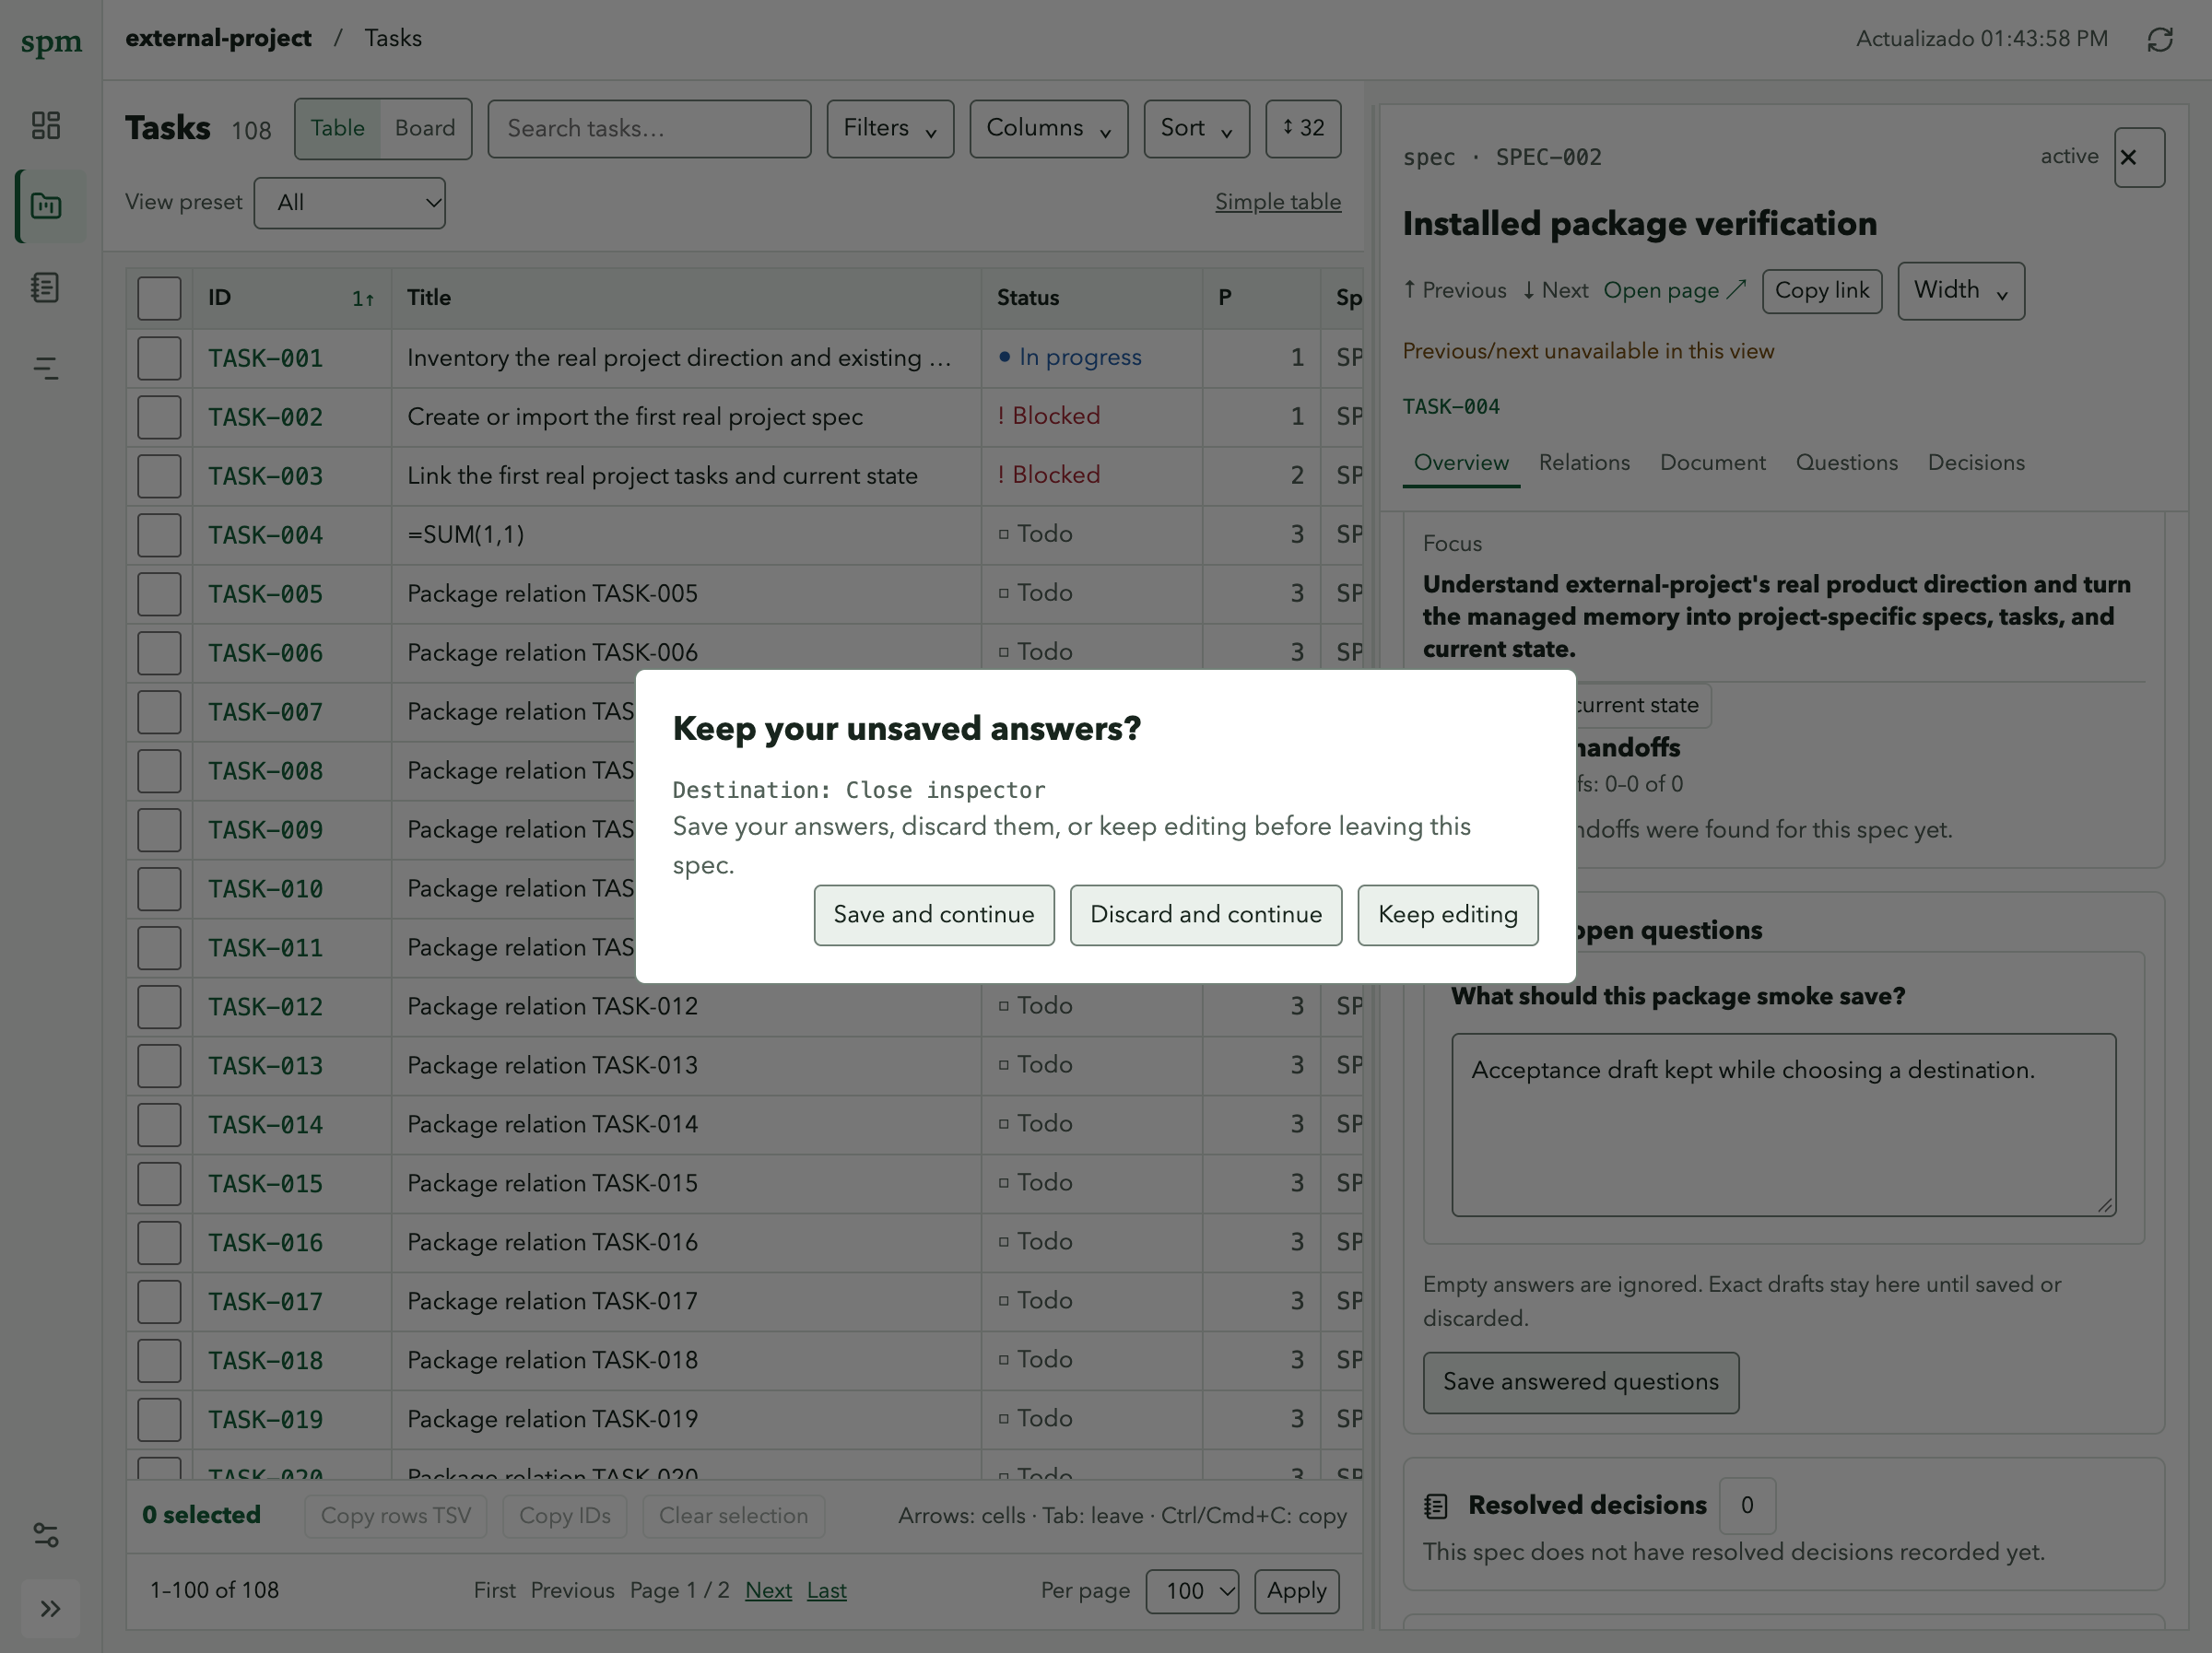 spm
external-project / Tasks
Actualizado 01:43:58 PM
Tasks 108
Table Board
Search tasks…
Filters
Columns
Sort
↕ 32
View preset
All
Simple table
ID 1↑ Title Status P Sp
TASK-001 Inventory the real project direction and existing … In progress 1 SP
TASK-002 Create or import the first real project spec ! Blocked 1 SP
TASK-003 Link the first real project tasks and current state ! Blocked 2 SP
TASK-004 =SUM(1,1) Todo 3 SP
TASK-005 Package relation TASK-005 Todo 3 SP
TASK-006 Package relation TASK-006 Todo 3 SP
TASK-007 Package relation TAS
TASK-008 Package relation TAS
TASK-009 Package relation TAS
TASK-010 Package relation TAS
TASK-011 Package relation TAS
TASK-012 Package relation TASK-012 Todo 3 SP
TASK-013 Package relation TASK-013 Todo 3 SP
TASK-014 Package relation TASK-014 Todo 3 SP
TASK-015 Package relation TASK-015 Todo 3 SP
TASK-016 Package relation TASK-016 Todo 3 SP
TASK-017 Package relation TASK-017 Todo 3 SP
TASK-018 Package relation TASK-018 Todo 3 SP
TASK-019 Package relation TASK-019 Todo 3 SP
TASK-020 Package relation TASK-020 Todo 3 SP
0 selected Copy rows TSV Copy IDs Clear selection Arrows: cells · Tab: leave · Ctrl/Cmd+C: copy
1–100 of 108 First Previous Page 1 / 2 Next Last Per page 100 Apply
Keep your unsaved answers?
Destination: Close inspector
Save your answers, discard them, or keep editing before leaving this
spec.
Save and continue
Discard and continue
Keep editing
spec · SPEC-002
active
Installed package verification
↑ Previous ↓ Next Open page Copy link Width
Previous/next unavailable in this view
TASK-004
Overview Relations Document Questions Decisions
Focus
Understand external-project's real product direction and turn
the managed memory into project-specific specs, tasks, and
current state.
current state
handoffs
fs: 0–0 of 0
ndoffs were found for this spec yet.
open questions
What should this package smoke save?
Acceptance draft kept while choosing a destination.
Empty answers are ignored. Exact drafts stay here until saved or
discarded.
Save answered questions
Resolved decisions 0
This spec does not have resolved decisions recorded yet.